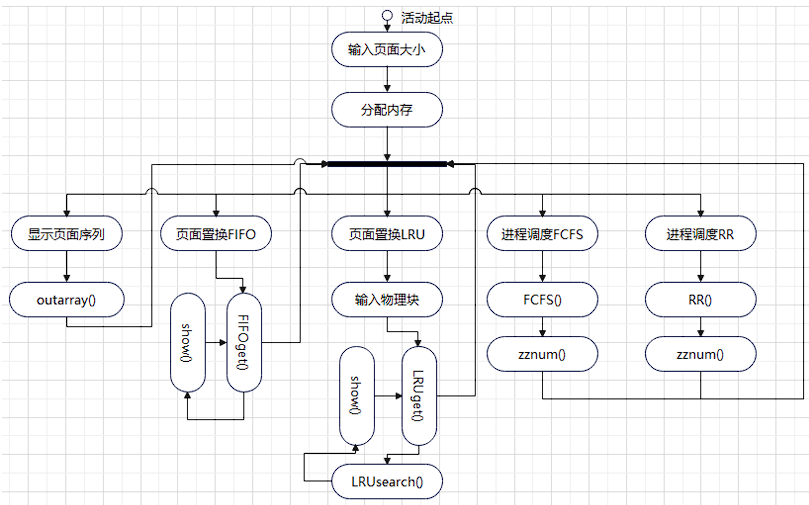 活动起点
输入页面大小
分配内存
显示页面序列
页面置换FIFO
页面置换LRU
进程调度FCFS
进程调度RR
outarray()
show()
FIFOget()
输入物理块
FCFS()
RR()
show()
LRUget()
zznum()
zznum()
LRUsearch()